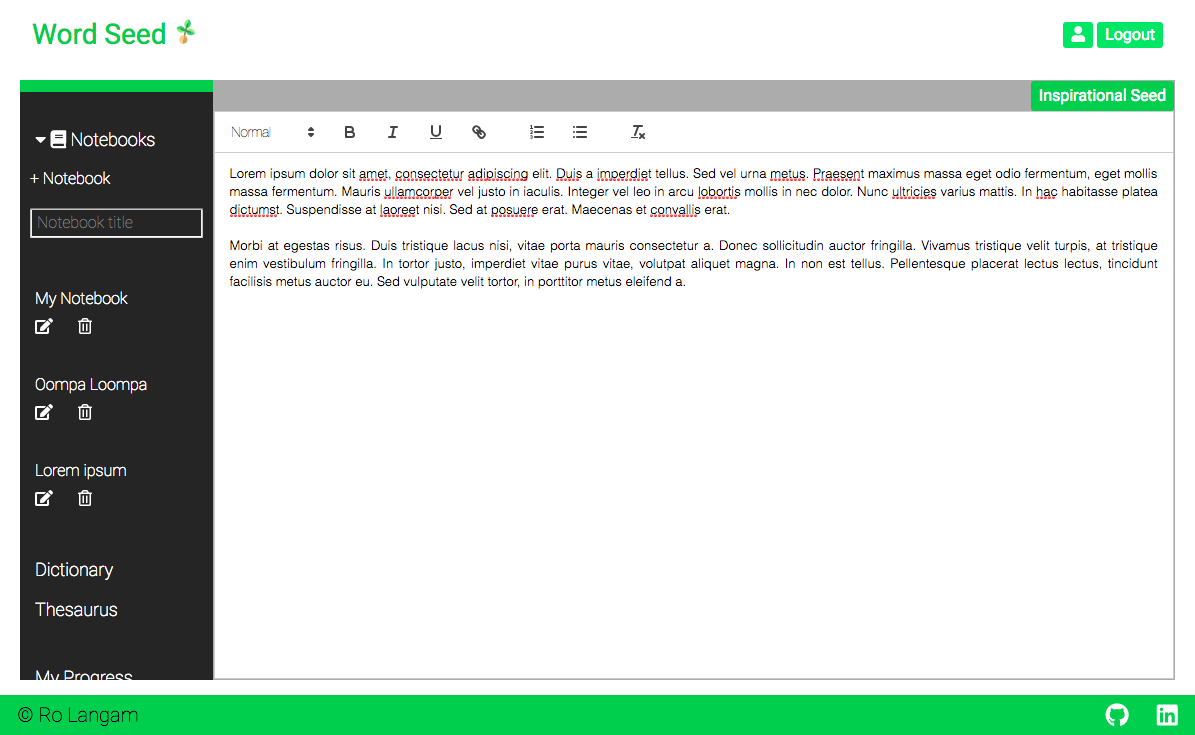 Word Seed
Logout
Inspirational Seed
Notebooks
+ Notebook
Notebook title
My Notebook
Oompa Loompa
Lorem ipsum
Dictionary
Thesaurus
My Progress
Normal
B I U
Lorem ipsum dolor sit amet, consectetur adipiscing elit. Duis a imperdiet tellus. Sed vel urna metus. Praesent maximus massa eget odio fermentum, eget mollis
massa fermentum. Mauris ullamcorper vel justo in iaculis. Integer vel leo in arcu lobortis mollis in nec dolor. Nunc ultricies varius mattis. In hac habitasse platea
dictumst. Suspendisse at laoreet nisi. Sed at posuere erat. Maecenas et convallis erat.
Morbi at egestas risus. Duis tristique lacus nisi, vitae porta mauris consectetur a. Donec sollicitudin auctor fringilla. Vivamus tristique velit turpis, at tristique
enim vestibulum fringilla. In tortor justo, imperdiet vitae purus vitae, volutpat aliquet magna. In non est tellus. Pellentesque placerat lectus lectus, tincidunt
facilisis metus auctor eu. Sed vulputate velit tortor, in porttitor metus eleifend a.
© Ro Langam
in